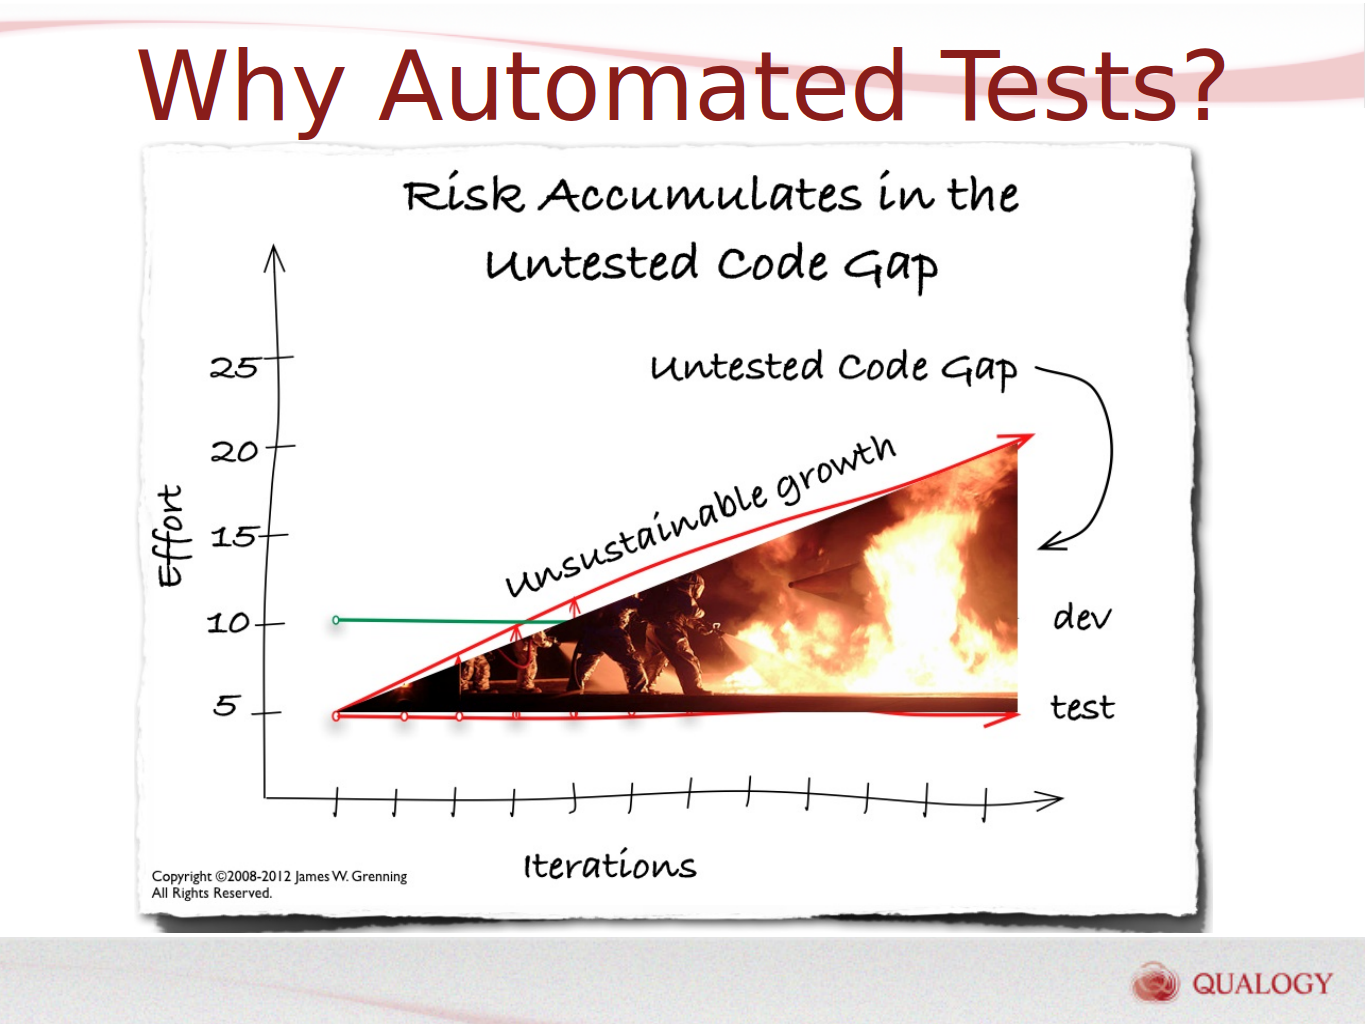 Why Automated Tests?
Risk Accumulates in the
Untested Code Gap
Untested Code Gap
25
20
15
10
5
Effort
Unsustainable growth
dev
test
Iterations
Copyright ©2008-2012 James W. Grenning
All Rights Reserved.
QUALOGY